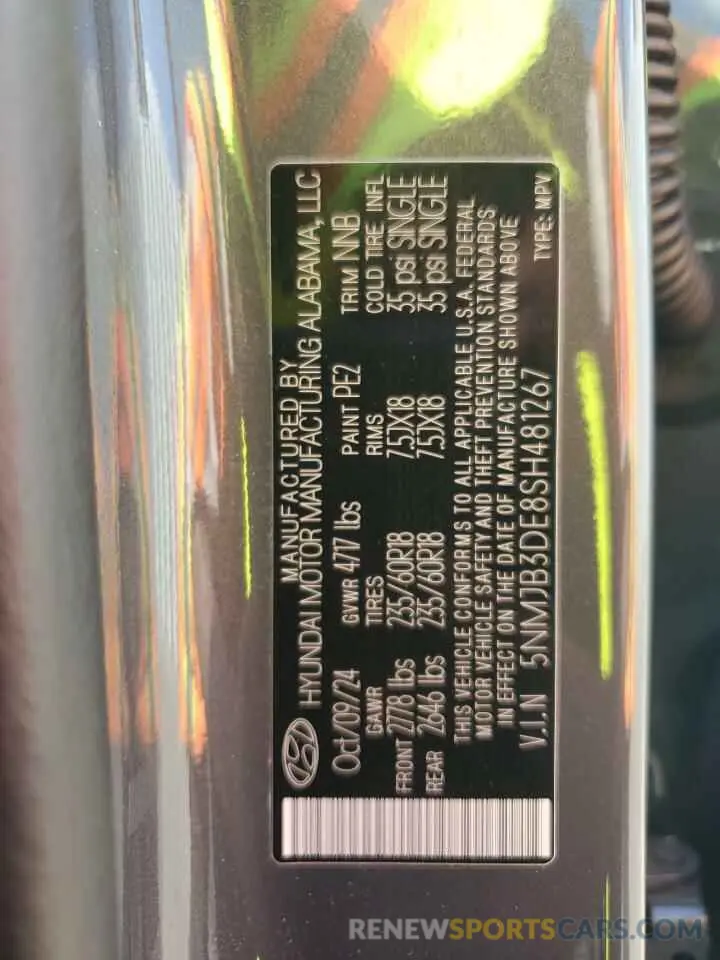 MANUFACTURED BY
HYUNDAI MOTOR MANUFACTURING ALABAMA, LLC
Oct/09/24 GVWR 4717 lbs PAINT PE2 TRIM NNB
GAWR TIRES RIMS COLD TIRE INFL
FRONT 2778 lbs 235/60R18 7.5JX18 35 psi SINGLE
REAR 2646 lbs 235/60R18 7.5JX18 35 psi SINGLE
THIS VEHICLE CONFORMS TO ALL APPLICABLE U.S.A. FEDERAL
MOTOR VEHICLE SAFETY AND THEFT PREVENTION STANDARDS
IN EFFECT ON THE DATE OF MANUFACTURE SHOWN ABOVE
V.I.N 5NMJB3DE8SH481267 TYPE: MPV
RENEWSPORTSCARS.COM